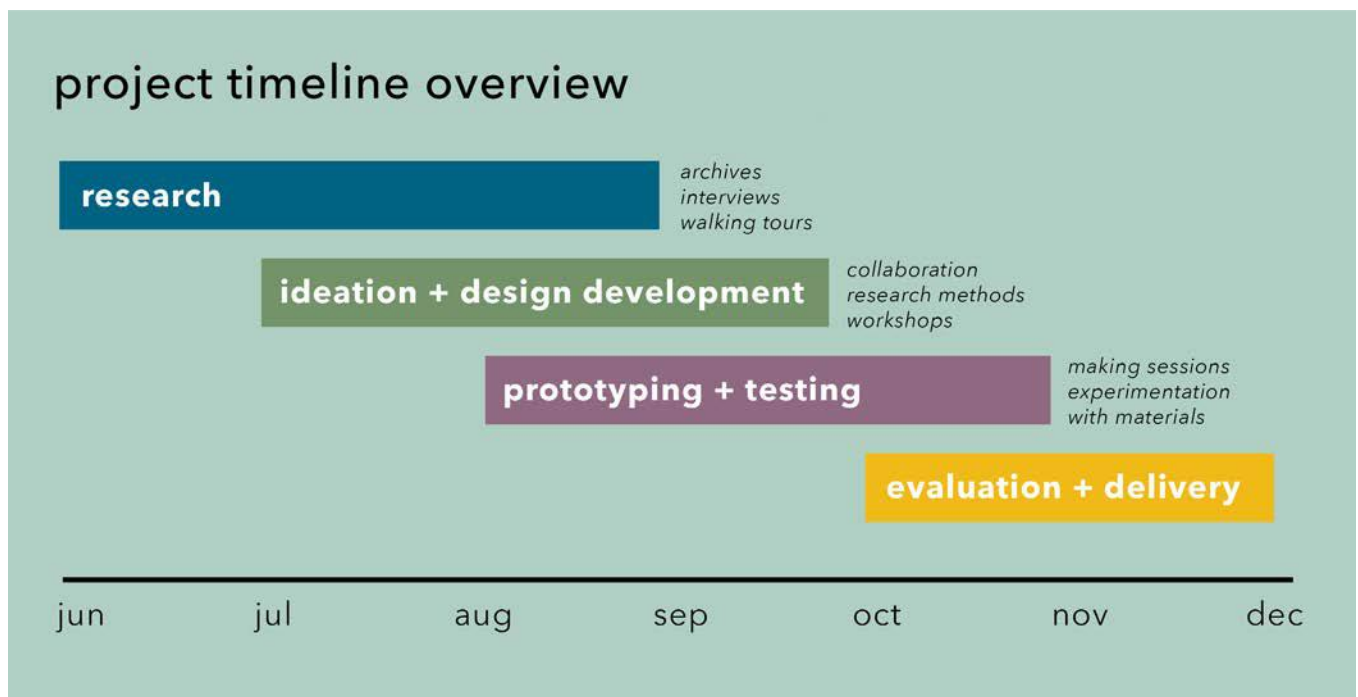 project timeline overview
research
archives
interviews
walking tours
ideation + design development
collaboration
research methods
workshops
prototyping + testing
making sessions
experimentation
with materials
evaluation + delivery
jun jul aug sep oct nov dec